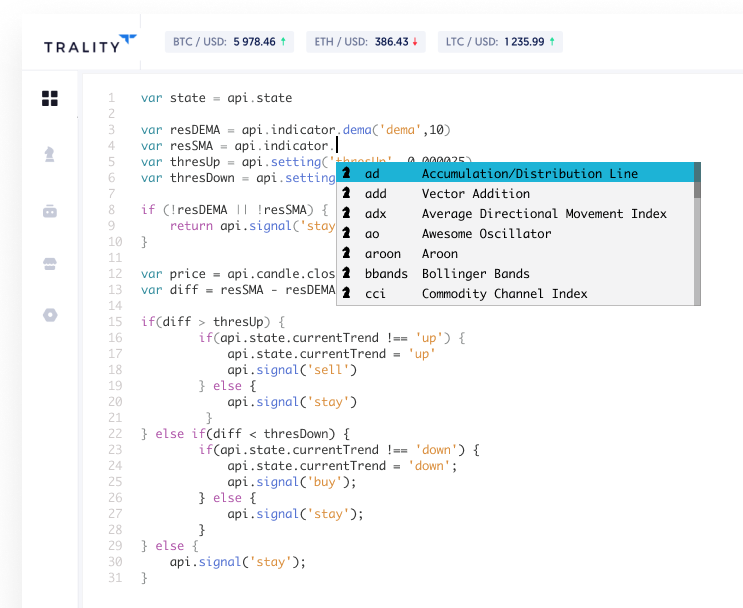 TRALITY
BTC / USD: 5 978.46 ↑
ETH / USD: 386.43 ↓
LTC / USD: 1 235.99 ↑
1 var state = api.state
2
3 var resDEMA = api.indicator.dema('dema',10)
4 var resSMA = api.indicator.
5 var thresUp = api.setting('thresUp', 0.000025)
6 var thresDown = api.setting
7
8 if (!resDEMA || !resSMA) {
9 return api.signal('stay
10 }
11
12 var price = api.candle.clos
13 var diff = resSMA - resDEMA
14
15 if(diff > thresUp) {
16 if(api.state.currentTrend !== 'up') {
17 api.state.currentTrend = 'up'
18 api.signal('sell')
19 } else {
20 api.signal('stay')
21 }
22 } else if(diff < thresDown) {
23 if(api.state.currentTrend !== 'down') {
24 api.state.currentTrend = 'down';
25 api.signal('buy');
26 } else {
27 api.signal('stay');
28 }
29 } else {
30 api.signal('stay');
31 }
ad Accumulation/Distribution Line
add Vector Addition
adx Average Directional Movement Index
ao Awesome Oscillator
aroon Aroon
bbands Bollinger Bands
cci Commodity Channel Index